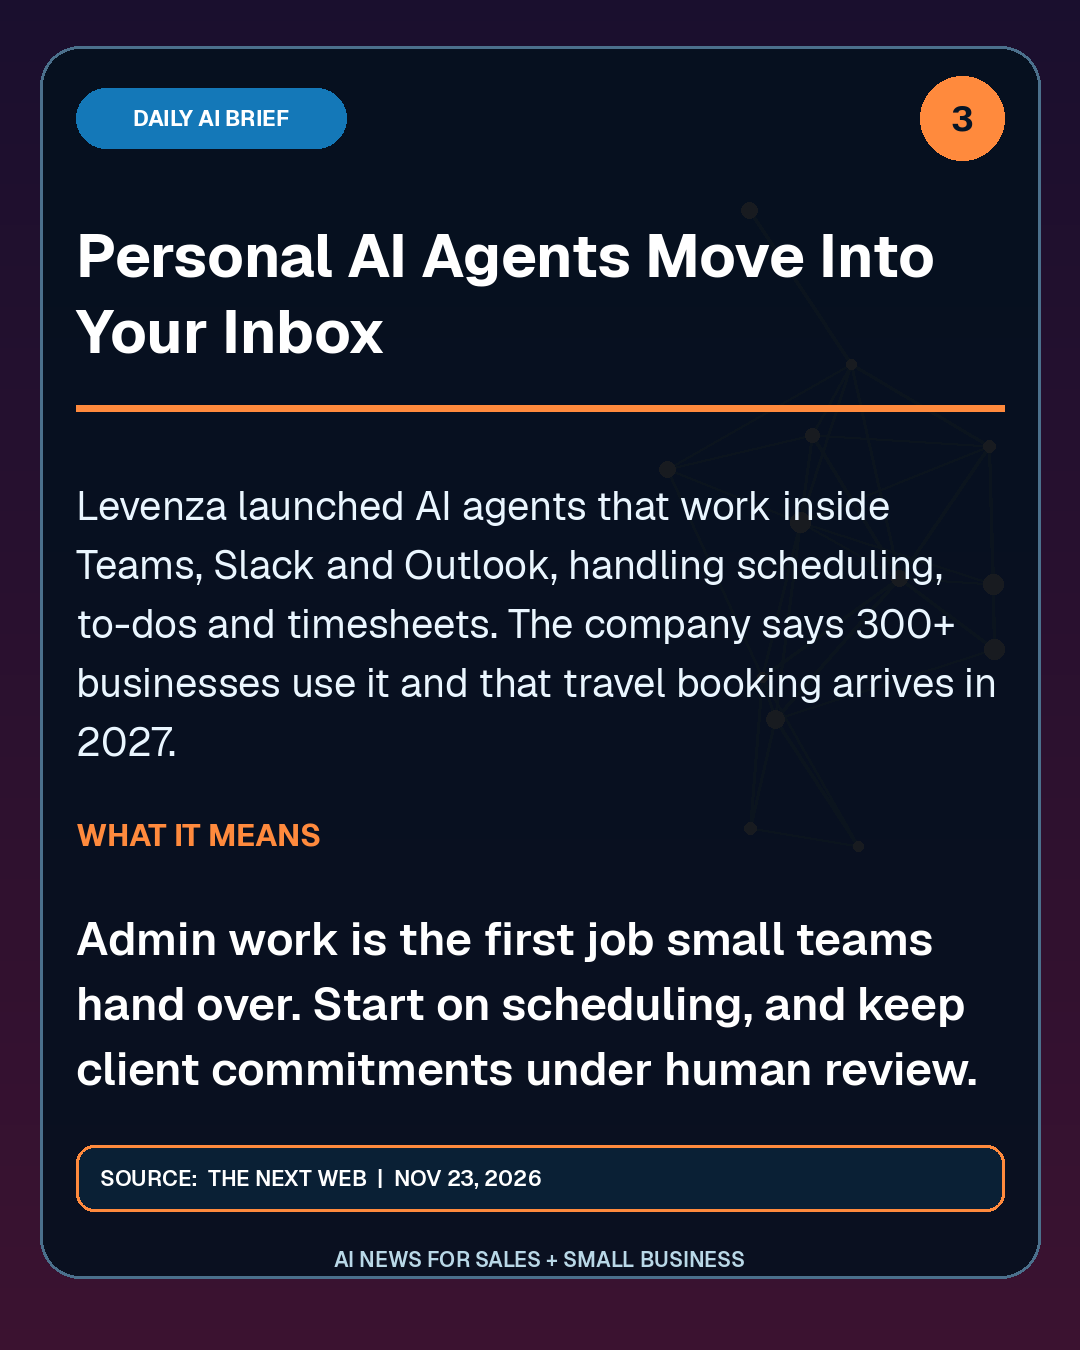 DAILY AI BRIEF
3
Personal AI Agents Move Into
Your Inbox
Levenza launched AI agents that work inside
Teams, Slack and Outlook, handling scheduling,
to-dos and timesheets. The company says 300+
businesses use it and that travel booking arrives in
2027.
WHAT IT MEANS
Admin work is the first job small teams
hand over. Start on scheduling, and keep
client commitments under human review.
SOURCE: THE NEXT WEB | NOV 23, 2026
AI NEWS FOR SALES + SMALL BUSINESS